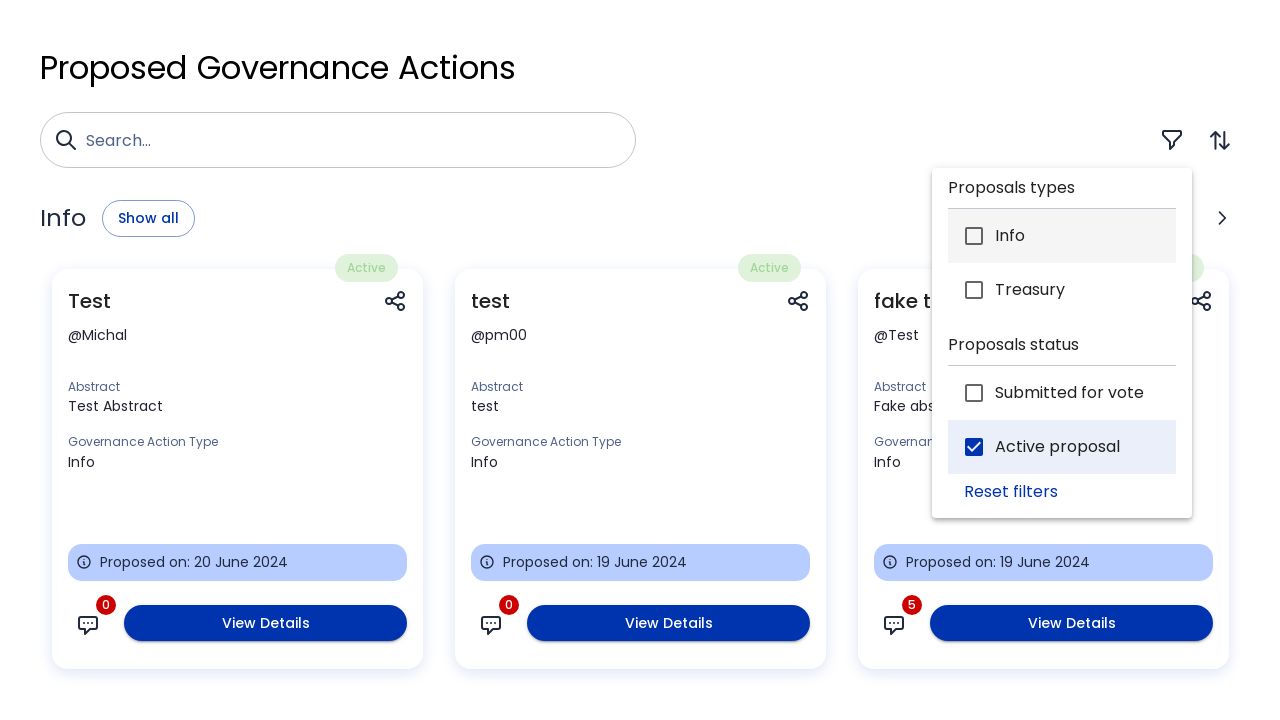 Proposed Governance Actions
Search...
Info
Show all
Proposals types
Info
Treasury
Proposals status
Submitted for vote
Active proposal
Reset filters
Active
Test
@Michal
Abstract
Test Abstract
Governance Action Type
Info
Proposed on: 20 June 2024
0
View Details
Active
test
@pm00
Abstract
test
Governance Action Type
Info
Proposed on: 19 June 2024
0
View Details
fake
@Test
Abstract
Fake
Info
Proposed on: 19 June 2024
5
View Details